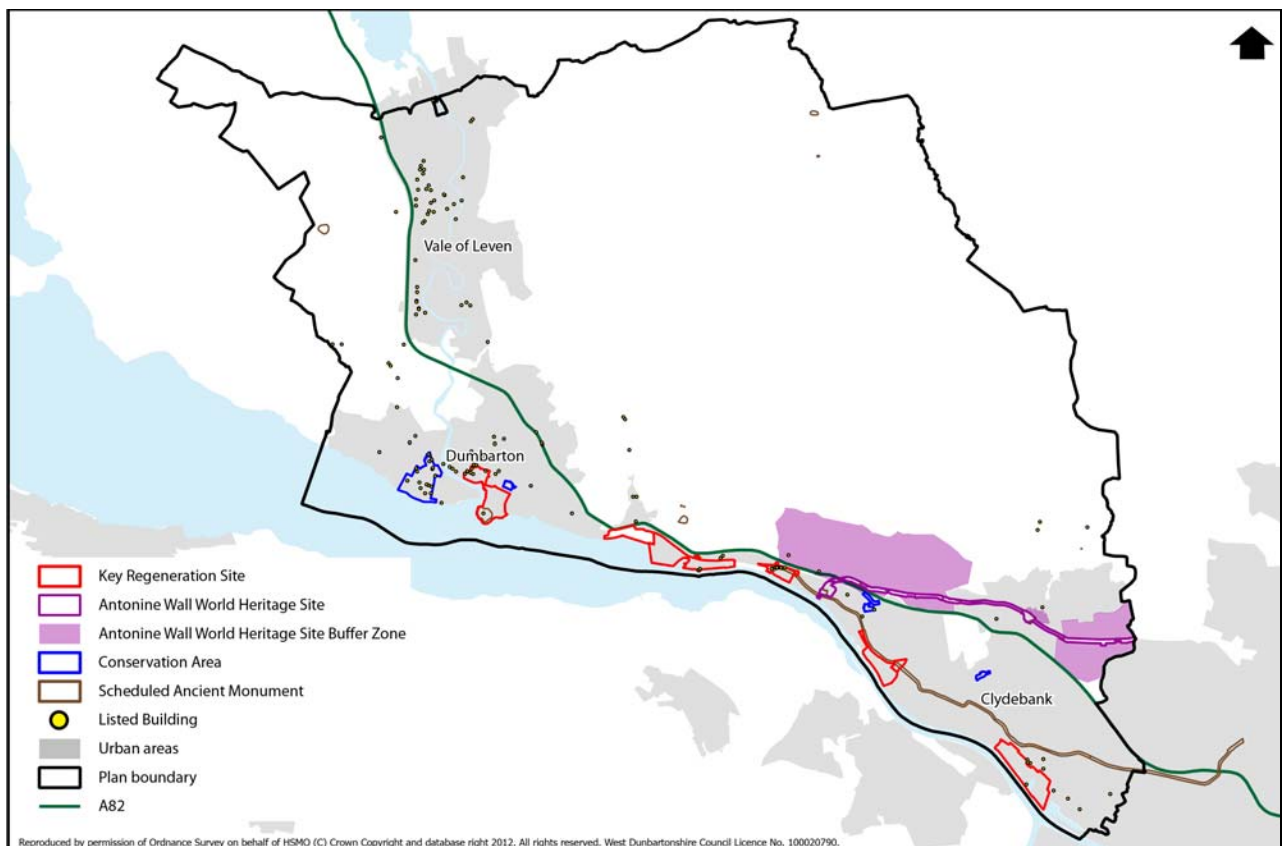 Vale of Leven
Dumbarton
Clydebank
Key Regeneration Site
Antonine Wall World Heritage Site
Antonine Wall World Heritage Site Buffer Zone
Conservation Area
Scheduled Ancient Monument
Listed Building
Urban areas
Plan boundary
A82
Reproduced by permission of Ordnance Survey on behalf of HSMO (C) Crown Copyright and database right 2012. All rights reserved. West Dunbartonshire Council Licence No. 100020790.